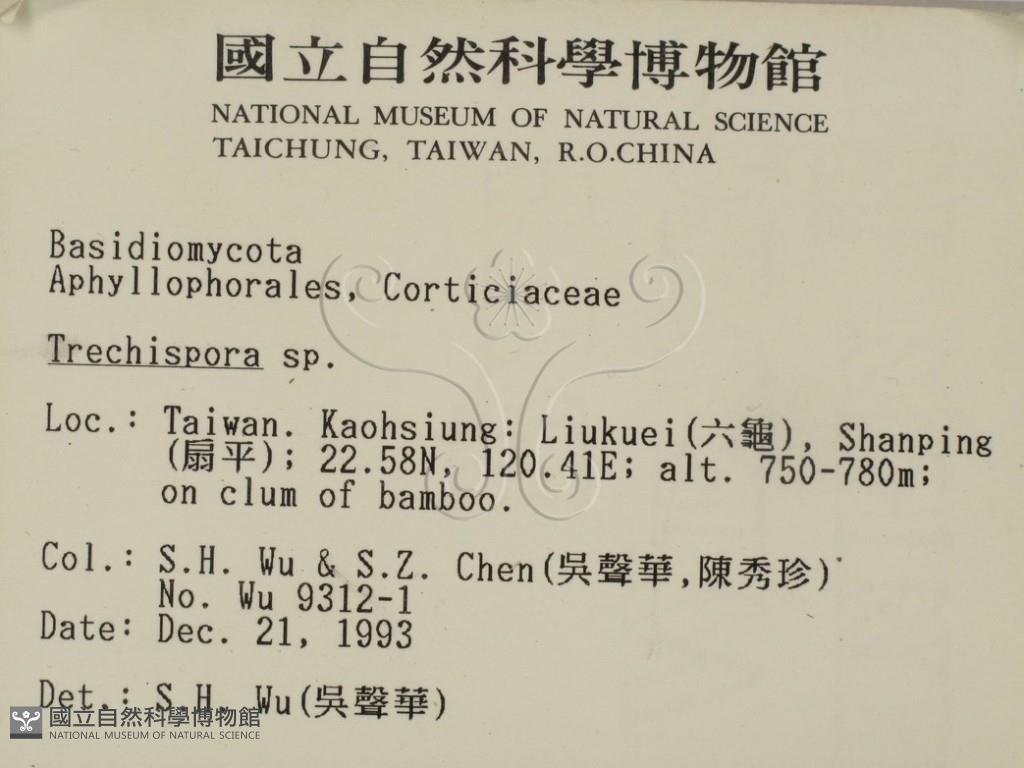 國立自然科學博物館
NATIONAL MUSEUM OF NATURAL SCIENCE
TAICHUNG, TAIWAN, R.O.CHINA
Basidiomycota
Aphyllophorales, Corticiaceae
Trechispora sp.
Loc.: Taiwan. Kaohsiung: Liukuei(六龜), Shanping
(扇平); 22.58N, 120.41E; alt. 750-780m;
on clum of bamboo.
Col.: S.H. Wu & S.Z. Chen(吳聲華,陳秀珍)
No. Wu 9312-1
Date: Dec. 21, 1993
Det.: S.H. Wu(吳聲華)
國立自然科學博物館
NATIONAL MUSEUM OF NATURAL SCIENCE